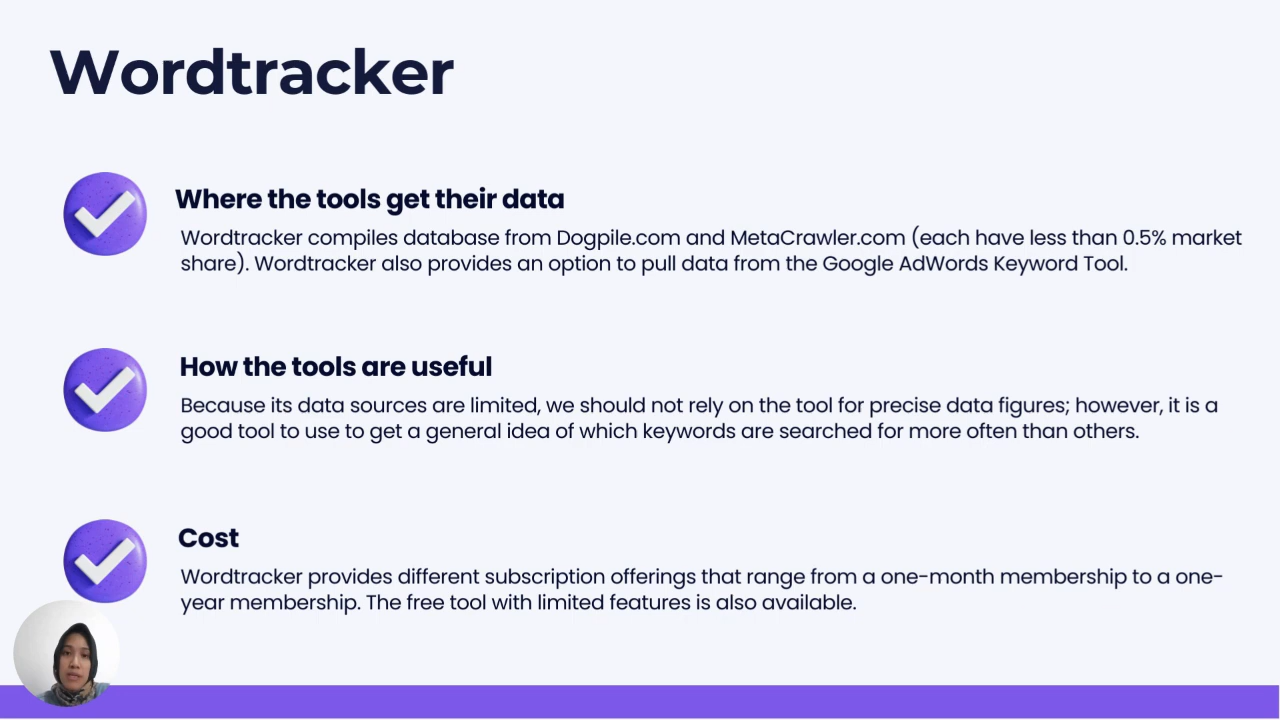 Wordtracker
Where the tools get their data
Wordtracker compiles database from Dogpile.com and MetaCrawler.com (each have less than 0.5% market
share). Wordtracker also provides an option to pull data from the Google AdWords Keyword Tool.
How the tools are useful
Because its data sources are limited, we should not rely on the tool for precise data figures; however, it is a
good tool to use to get a general idea of which keywords are searched for more often than others.
Cost
Wordtracker provides different subscription offerings that range from a one-month membership to a one-
year membership. The free tool with limited features is also available.